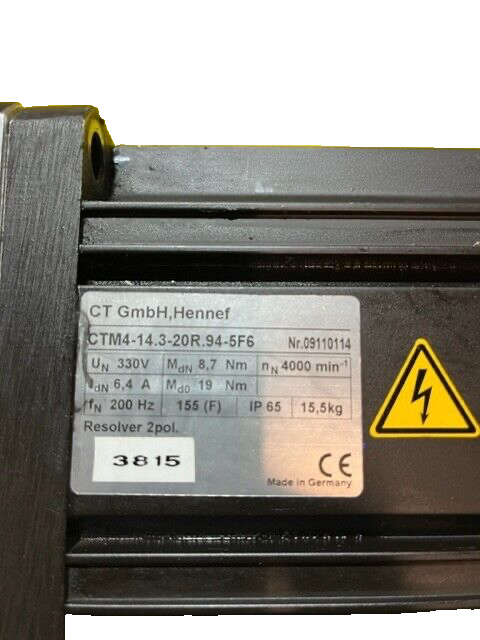 CT GmbH,Hennef
CTM4-14.3-20R.94-5F6 Nr.09110114
UN 330V MdN 8,7 Nm nN 4000 min-1
IdN 6,4 A Md0 19 Nm
fN 200 Hz 155 (F) IP 65 15,5kg
Resolver 2pol.
3815
CE
Made in Germany